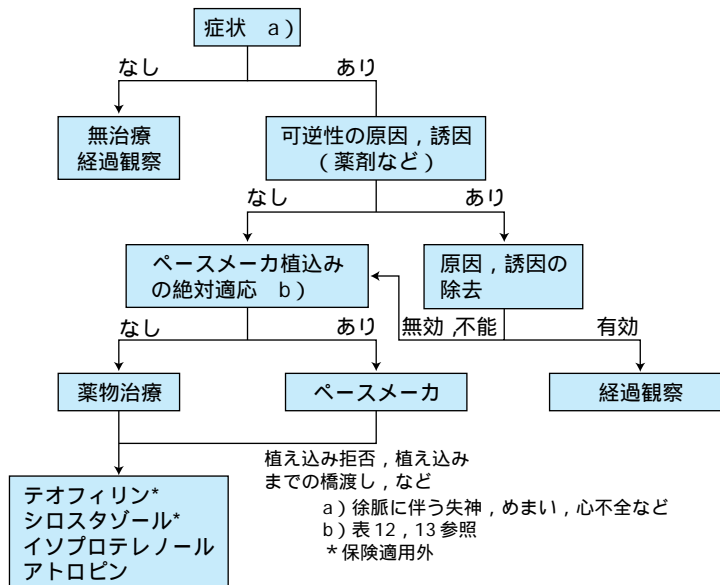 症状 a)
なし
あり
無治療
経過観察
可逆性の原因,誘因
(薬剤など)
なし
あり
ペースメーカ植込み
の絶対適応 b)
原因,誘因の
除去
なし
あり
無効,不能
有効
薬物治療
ペースメーカ
経過観察
植え込み拒否,植え込み
までの橋渡し,など
テオフィリン*
シロスタゾール*
イソプロテレノール
アトロピン
a)徐脈に伴う失神,めまい,心不全など
b)表12,13参照
*保険適用外